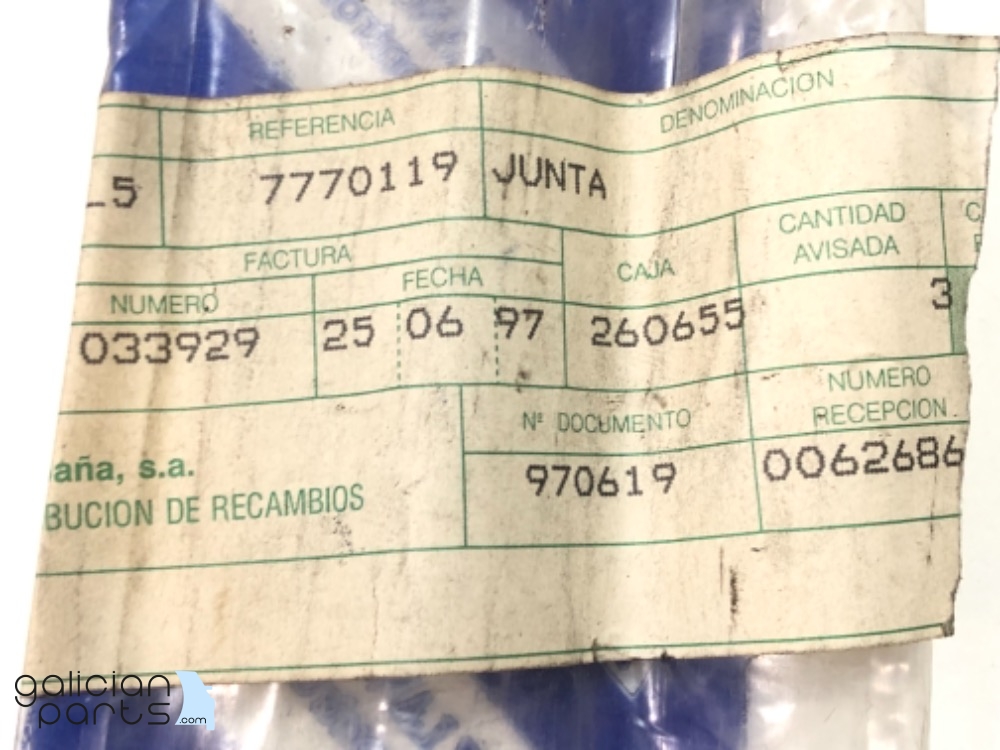 REFERENCIA DENOMINACION
5 7770119 JUNTA
FACTURA CAJA CANTIDAD AVISADA
NUMERO FECHA
033929 25 06 97 260655 3
Nº DOCUMENTO NUMERO RECEPCION
970619 0062686
aña, s.a.
BUCION DE RECAMBIOS
galician
parts.com